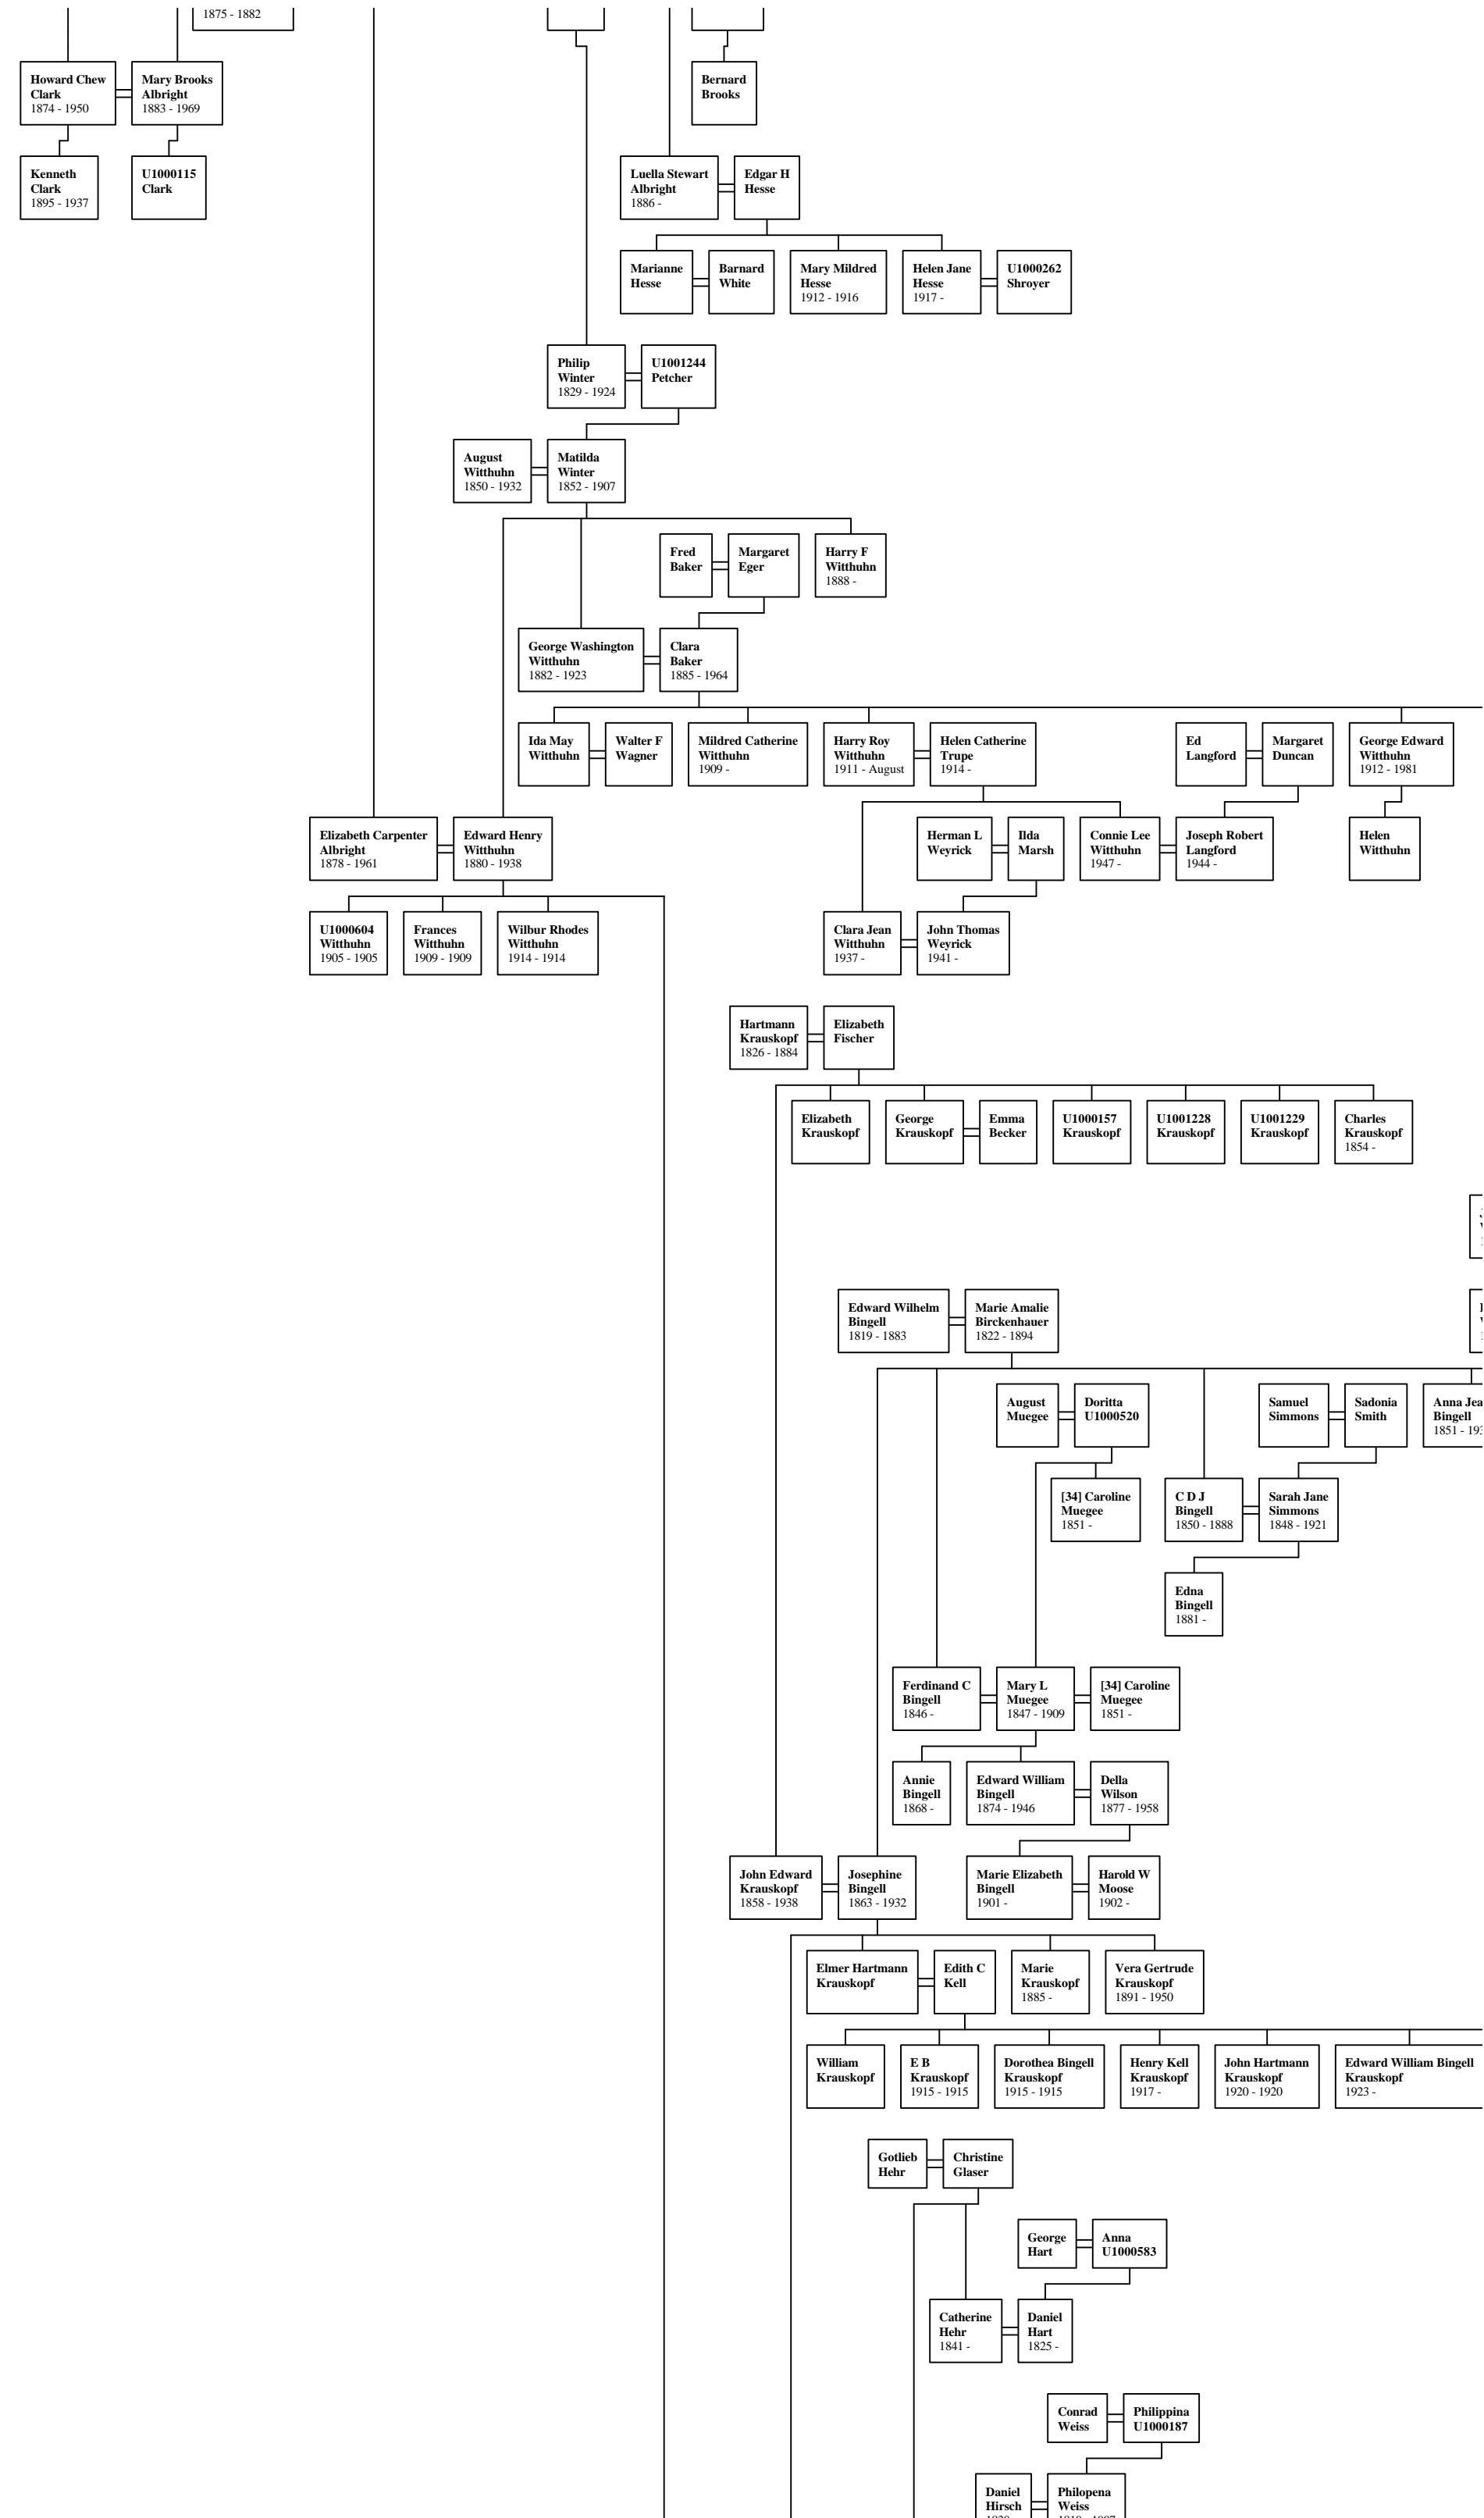 1875 - 1882
Howard Chew
Clark
1874 - 1950
Mary Brooks
Albright
1883 - 1969
Bernard
Brooks
Kenneth
Clark
1895 - 1937
U1000115
Clark
Luella Stewart
Albright
1886 -
Edgar H
Hesse
Marianne
Hesse
Barnard
White
Mary Mildred
Hesse
1912 - 1916
Helen Jane
Hesse
1917 -
U1000262
Shroyer
Philip
Winter
1829 - 1924
U1001244
Petcher
August
Witthuhn
1850 - 1932
Matilda
Winter
1852 - 1907
Fred
Baker
Margaret
Eger
Harry F
Witthuhn
1888 -
George Washington
Witthuhn
1882 - 1923
Clara
Baker
1885 - 1964
Ida May
Witthuhn
Walter F
Wagner
Mildred Catherine
Witthuhn
1909 -
Harry Roy
Witthuhn
1911 - August
Helen Catherine
Trupe
1914 -
Ed
Langford
Margaret
Duncan
George Edward
Witthuhn
1912 - 1981
Elizabeth Carpenter
Albright
1878 - 1961
Edward Henry
Witthuhn
1880 - 1938
Herman L
Weyrick
Ilda
Marsh
Connie Lee
Witthuhn
1947 -
Joseph Robert
Langford
1944 -
Helen
Witthuhn
U1000604
Witthuhn
1905 - 1905
Frances
Witthuhn
1909 - 1909
Wilbur Rhodes
Witthuhn
1914 - 1914
Clara Jean
Witthuhn
1937 -
John Thomas
Weyrick
1941 -
Hartmann
Krauskopf
1826 - 1884
Elizabeth
Fischer
Elizabeth
Krauskopf
George
Krauskopf
Emma
Becker
U1000157
Krauskopf
U1001228
Krauskopf
U1001229
Krauskopf
Charles
Krauskopf
1854 -
Edward Wilhelm
Bingell
1819 - 1883
Marie Amalie
Birckenhauer
1822 - 1894
August
Muegee
Doritta
U1000520
Samuel
Simmons
Sadonia
Smith
Anna Jea
Bingell
1851 - 193
[34] Caroline
Muegee
1851 -
C D J
Bingell
1850 - 1888
Sarah Jane
Simmons
1848 - 1921
Edna
Bingell
1881 -
Ferdinand C
Bingell
1846 -
Mary L
Muegee
1847 - 1909
[34] Caroline
Muegee
1851 -
Annie
Bingell
1868 -
Edward William
Bingell
1874 - 1946
Della
Wilson
1877 - 1958
John Edward
Krauskopf
1858 - 1938
Josephine
Bingell
1863 - 1932
Marie Elizabeth
Bingell
1901 -
Harold W
Moose
1902 -
Elmer Hartmann
Krauskopf
Edith C
Kell
Marie
Krauskopf
1885 -
Vera Gertrude
Krauskopf
1891 - 1950
William
Krauskopf
E B
Krauskopf
1915 - 1915
Dorothea Bingell
Krauskopf
1915 - 1915
Henry Kell
Krauskopf
1917 -
John Hartmann
Krauskopf
1920 - 1920
Edward William Bingell
Krauskopf
1923 -
Gotlieb
Hehr
Christine
Glaser
George
Hart
Anna
U1000583
Catherine
Hehr
1841 -
Daniel
Hart
1825 -
Conrad
Weiss
Philippina
U1000187
Daniel
Hirsch
Philopena
Weiss